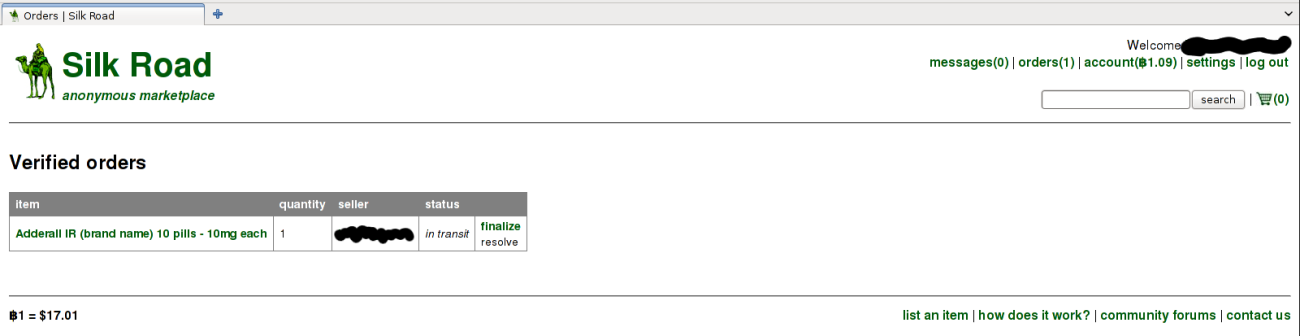 Orders | Silk Road
Silk Road
anonymous marketplace
Welcome
messages(0) | orders(1) | account(฿1.09) | settings | log out
search | (0)
Verified orders
item quantity seller status
Adderall IR (brand name) 10 pills - 10mg each 1 in transit finalize
resolve
฿1 = $17.01 list an item | how does it work? | community forums | contact us